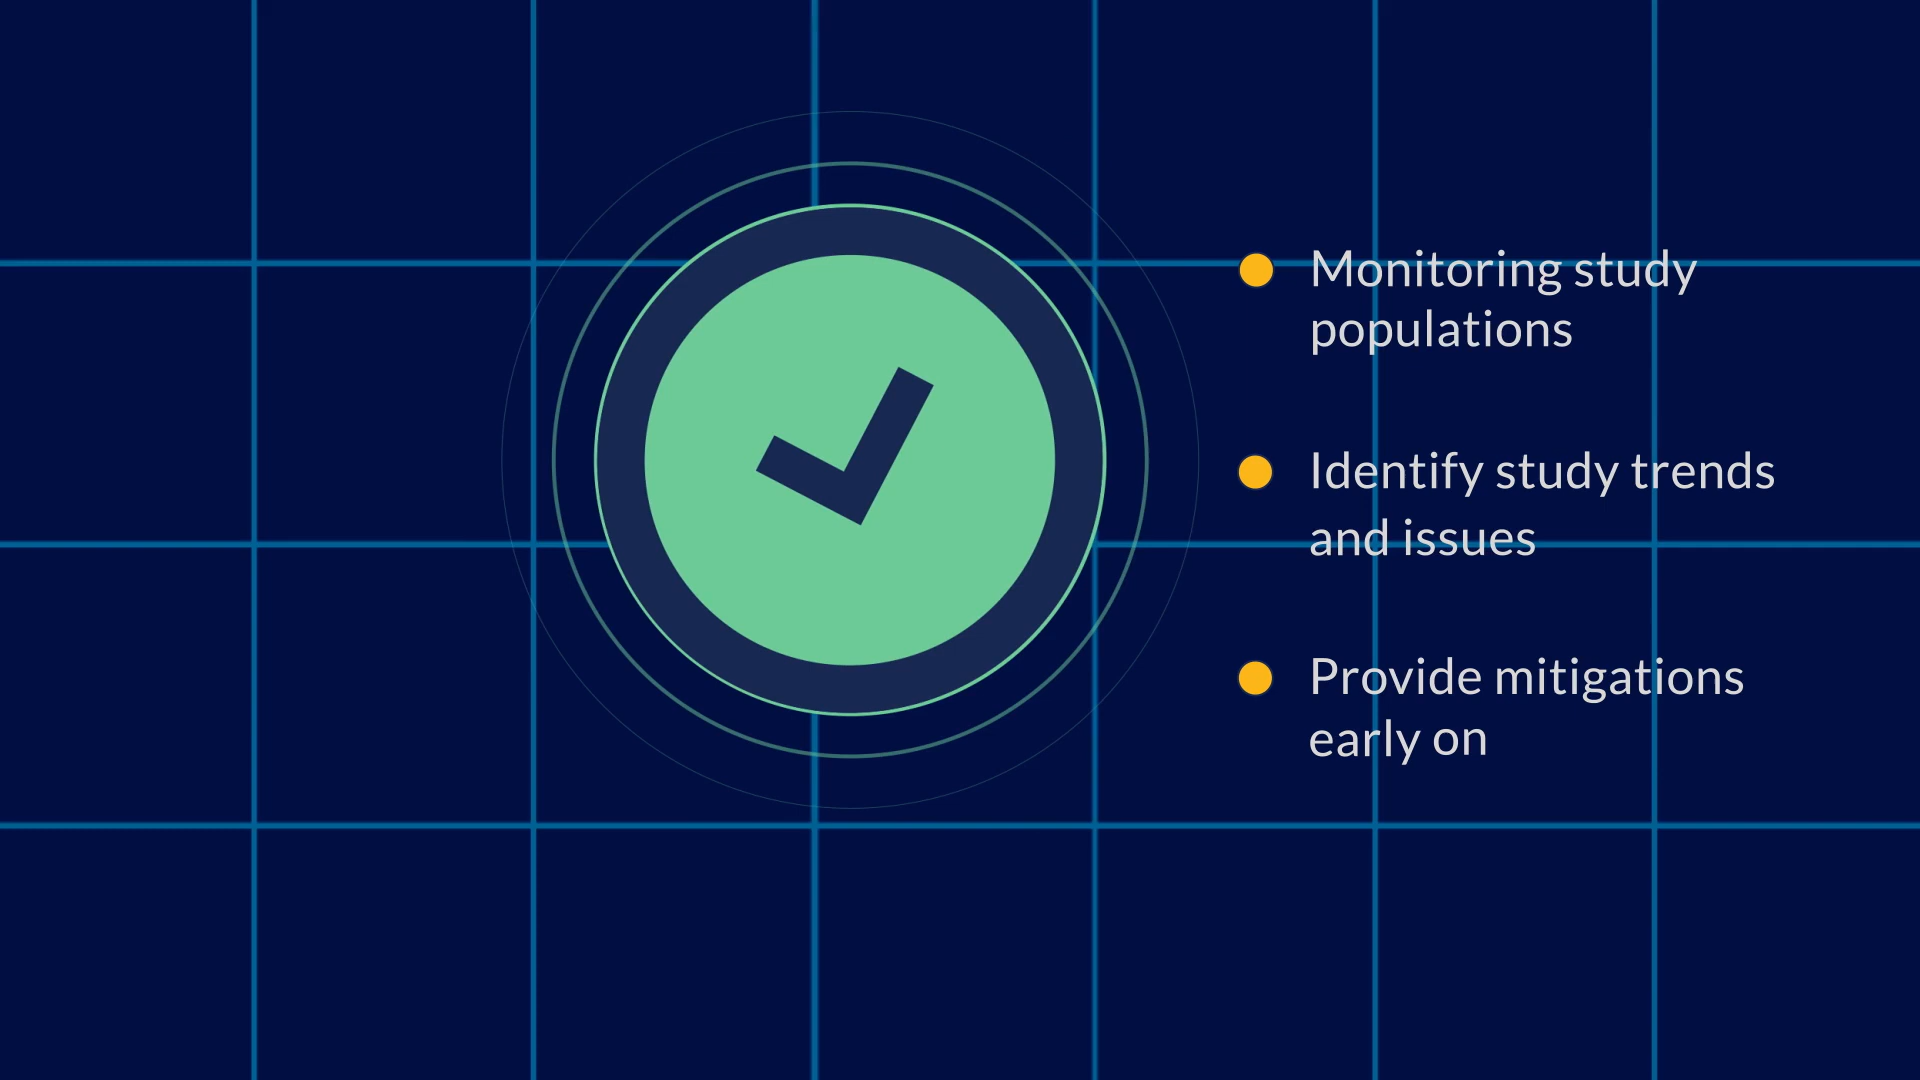 Monitoring study
populations
Identify study trends
and issues
Provide mitigations
early on